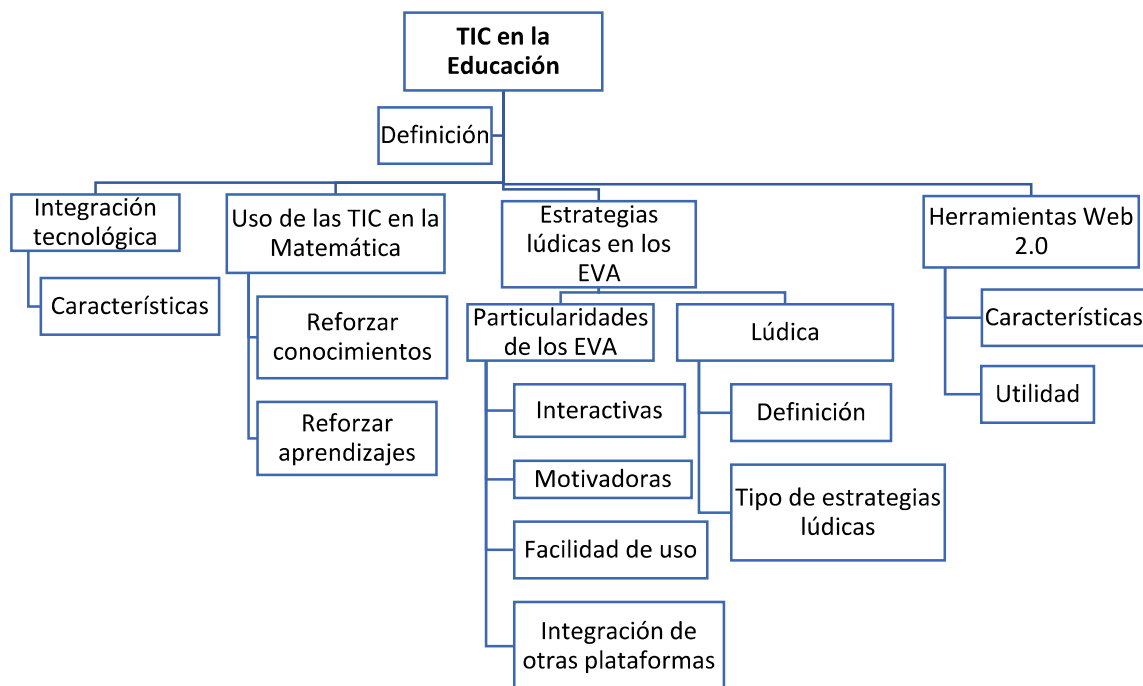 TIC en la
Educación
Definición
Integración
tecnológica
Características
Uso de las TIC en la
Matemática
Reforzar
conocimientos
Reforzar
aprendizajes
Estrategias
lúdicas en los
EVA
Particularidades
de los EVA
Interactivas
Motivadoras
Facilidad de uso
Integración de
otras plataformas
Lúdica
Definición
Tipo de estrategias
lúdicas
Herramientas Web
2.0
Características
Utilidad